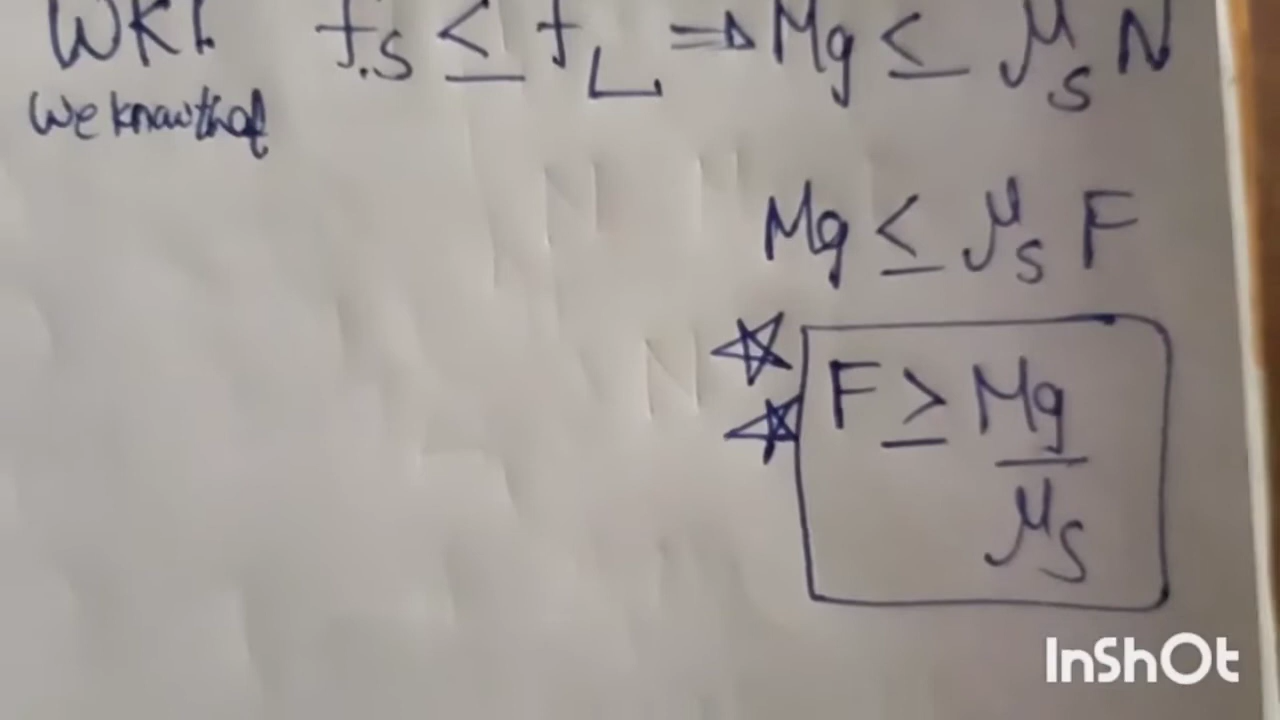 WKT fs ≤ fL ⇒ Mg ≤ μs N
We know that
Mg ≤ μs F
F ≥ Mg
μs
InShOt